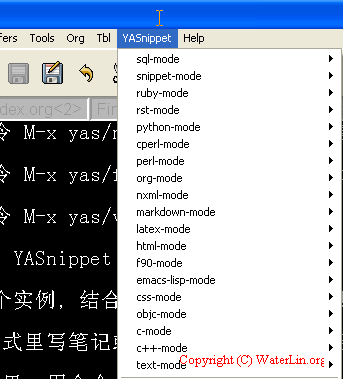 fers Tools Org Tbl YASnippet Help
dex.org<2> Fir
sql-mode
snippet-mode
ruby-mode
rst-mode
python-mode
cperl-mode
perl-mode
org-mode
nxml-mode
markdown-mode
latex-mode
html-mode
f90-mode
emacs-lisp-mode
css-mode
objc-mode
c-mode
c++-mode
text-mode
令 M-x yas/
令 M-x yas/
令 M-x yas/
YASnippet
个实例, 结合
式里写笔记
Copyright (C) WaterLin.org